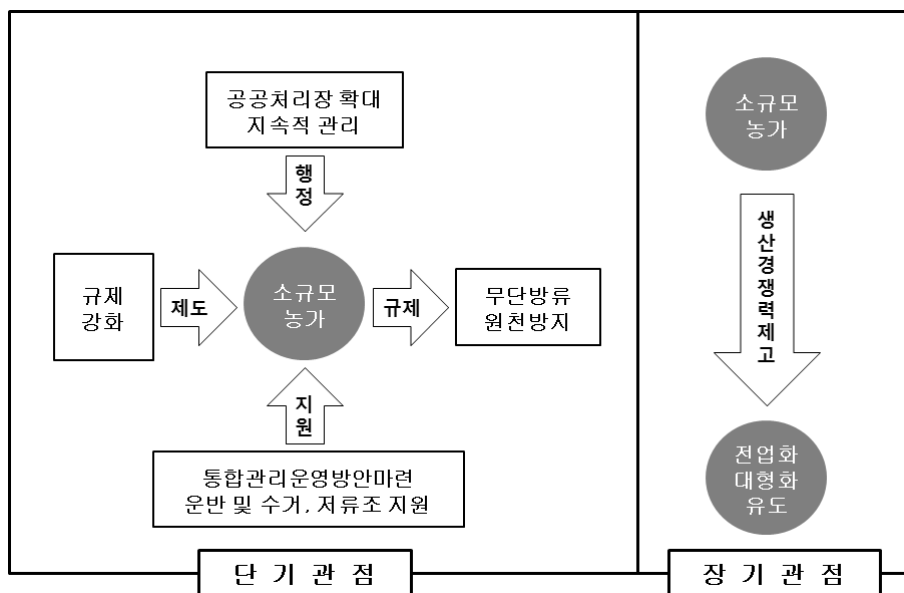 공공처리장 확대
지속적 관리
행정
규제
강화
제도
소규모
농가
규제
무단방류
원천방지
지원
통합관리운영방안마련
운반 및 수거, 저류조 지원
단 기 관 점
소규모
농가
생산경쟁력제고
전업화
대형화
유도
장 기 관 점